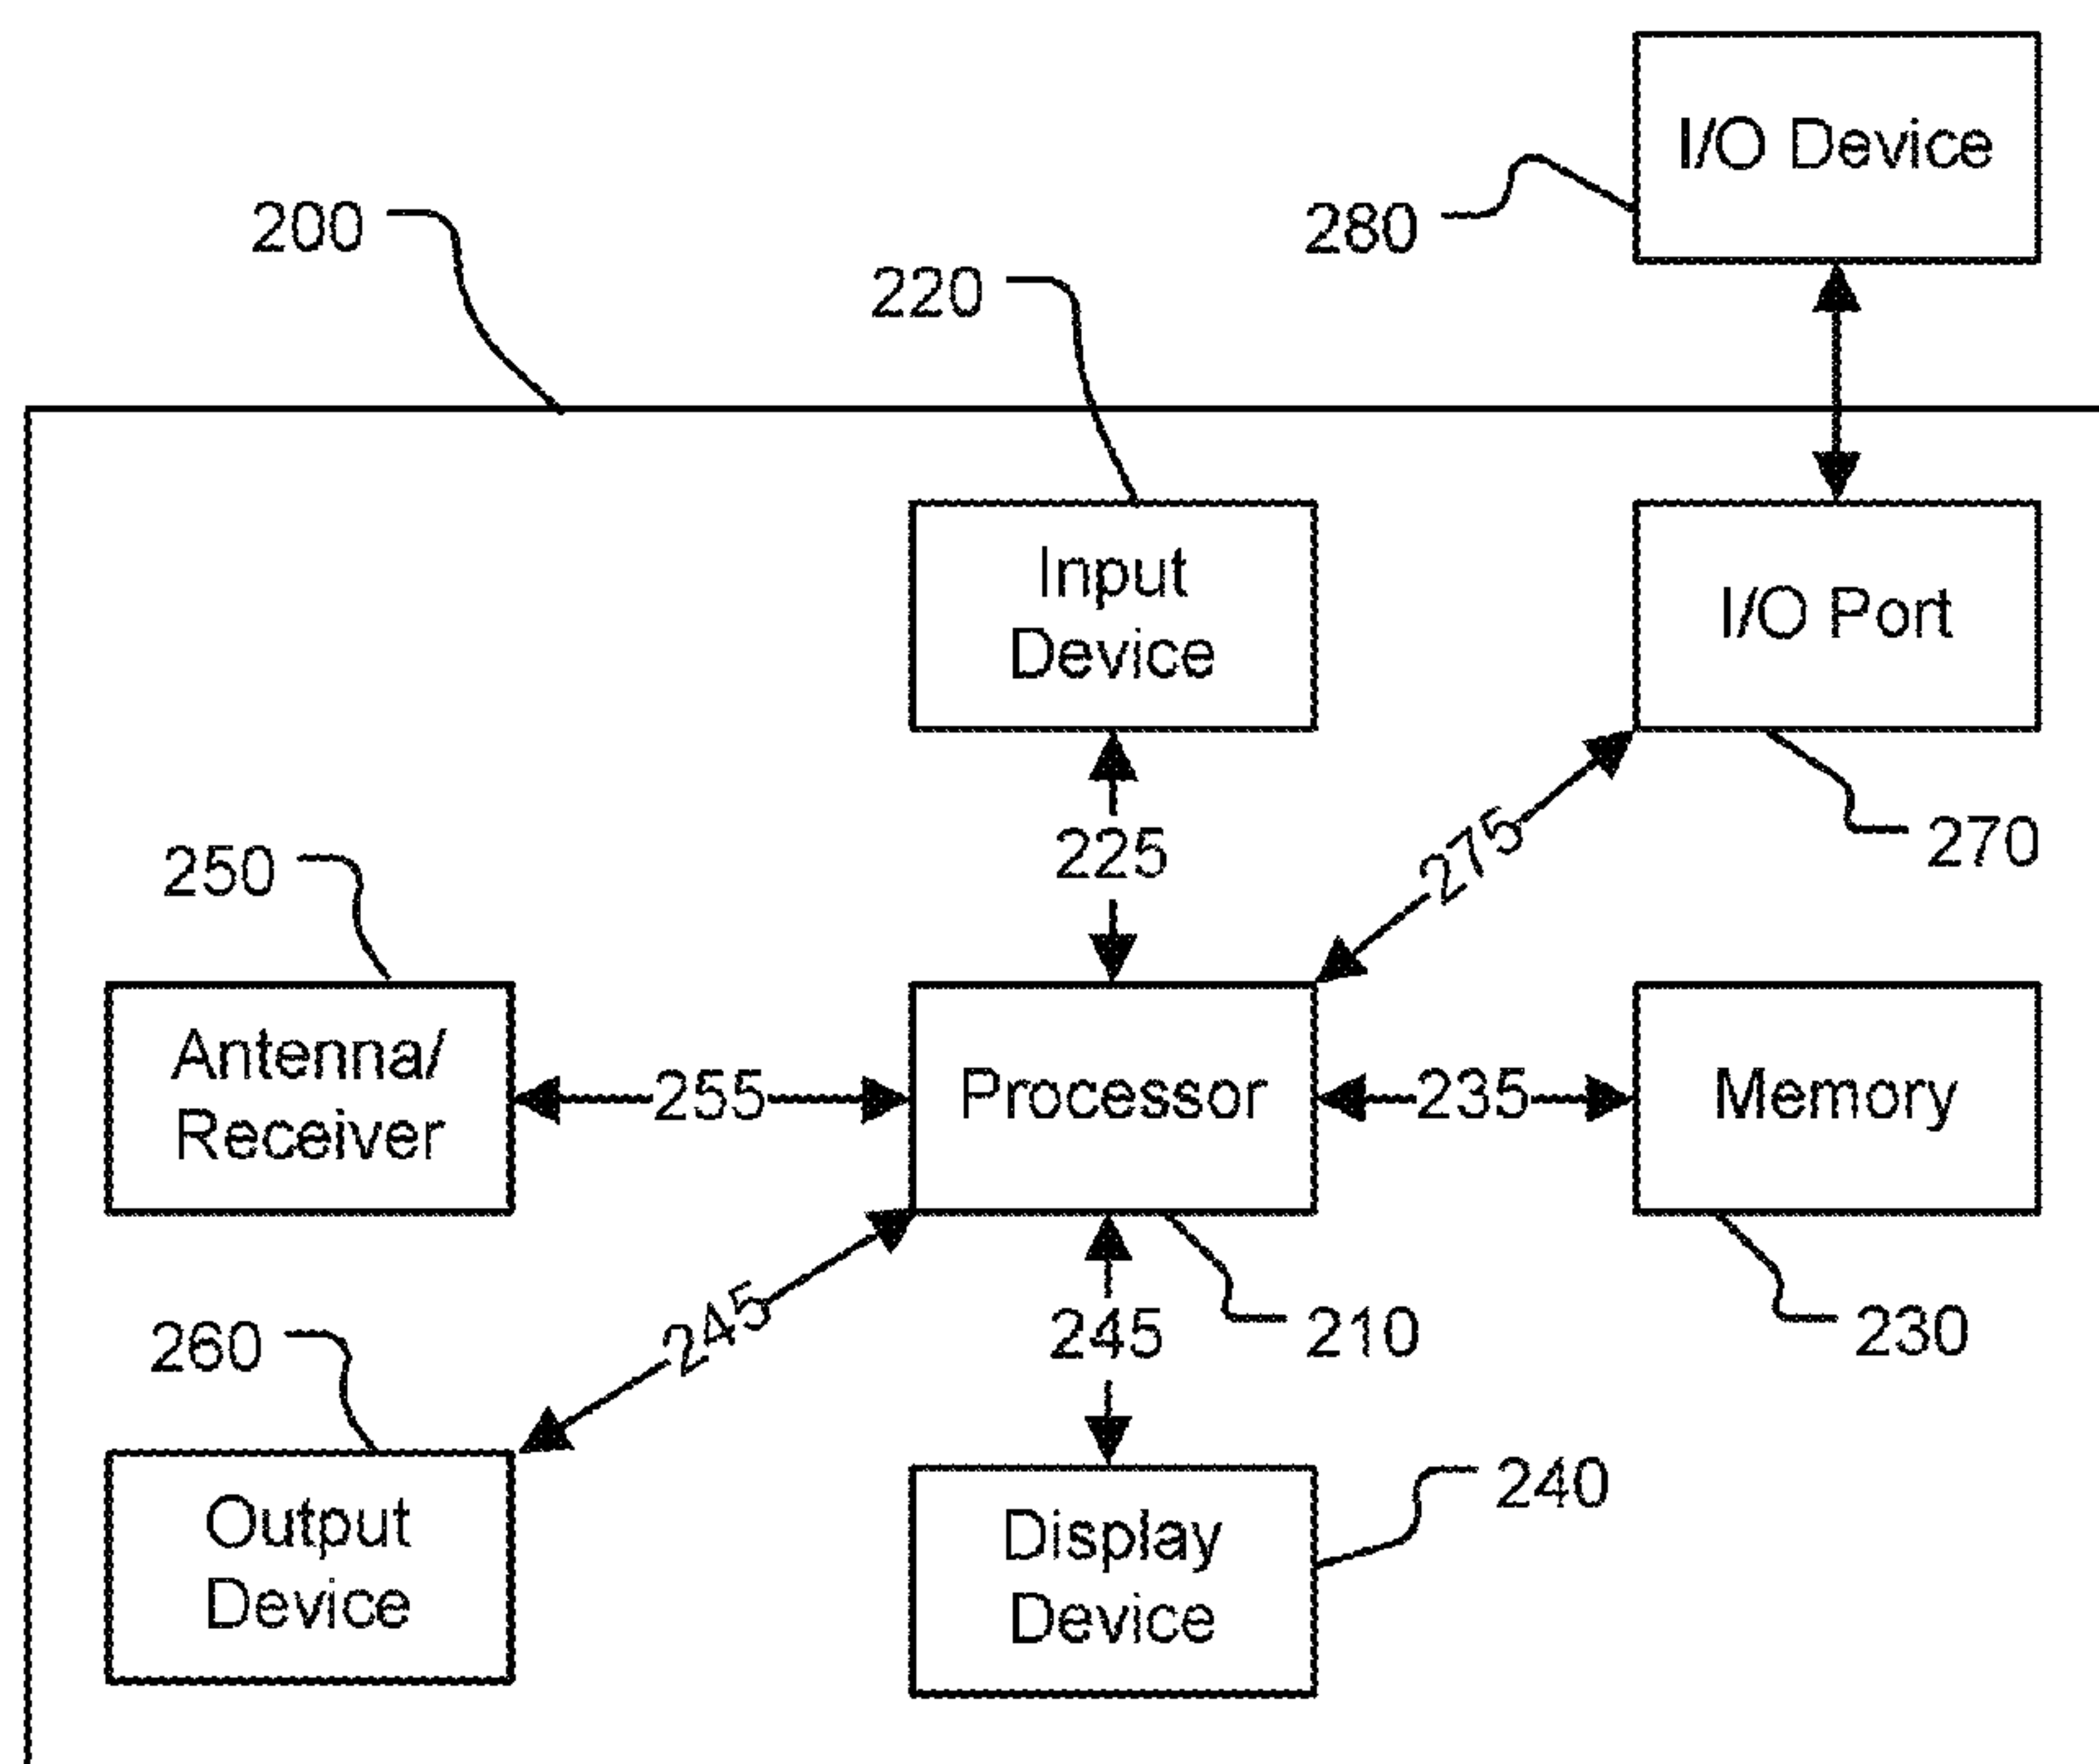 I/O Device
280
200
220
Input
Device
I/O Port
225
275
270
250
Antenna/
Receiver
255
Processor
235
Memory
260
245
245
210
230
Output
Device
Display
Device
240